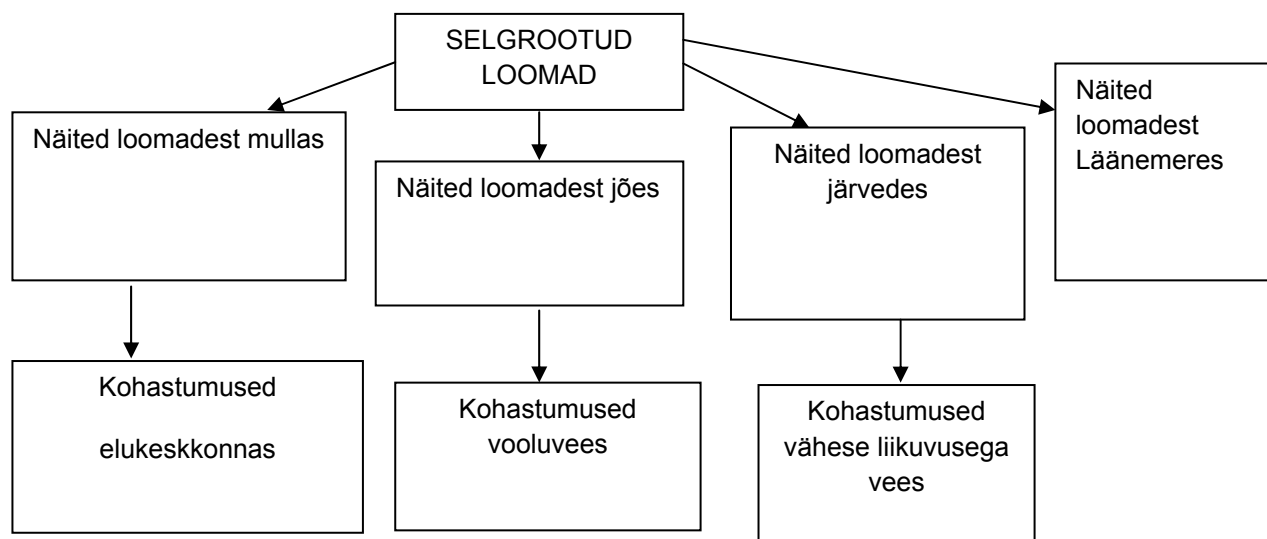 SELGROOTUD
LOOMAD
Näited loomadest mullas
Näited loomadest jões
Näited loomadest
järvedes
Näited
loomadest
Läänemeres
Kohastumused
elukeskkonnas
Kohastumused
vooluvees
Kohastumused
vähese liikuvusega
vees